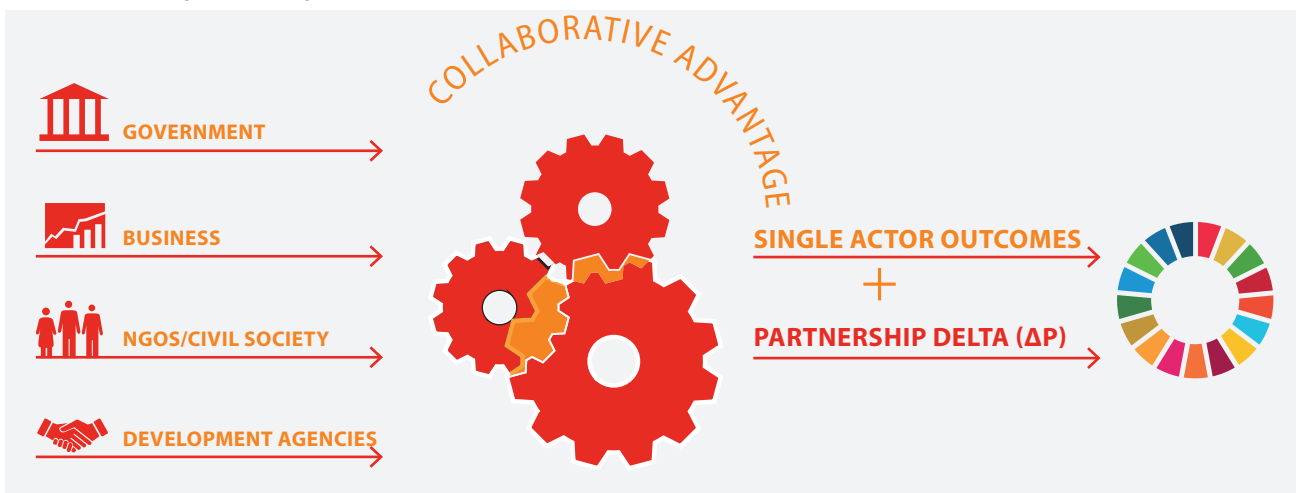 COLLABORATIVE ADVANTAGE
GOVERNMENT
BUSINESS
NGOS/CIVIL SOCIETY
DEVELOPMENT AGENCIES
SINGLE ACTOR OUTCOMES
+
PARTNERSHIP DELTA (ΔP)